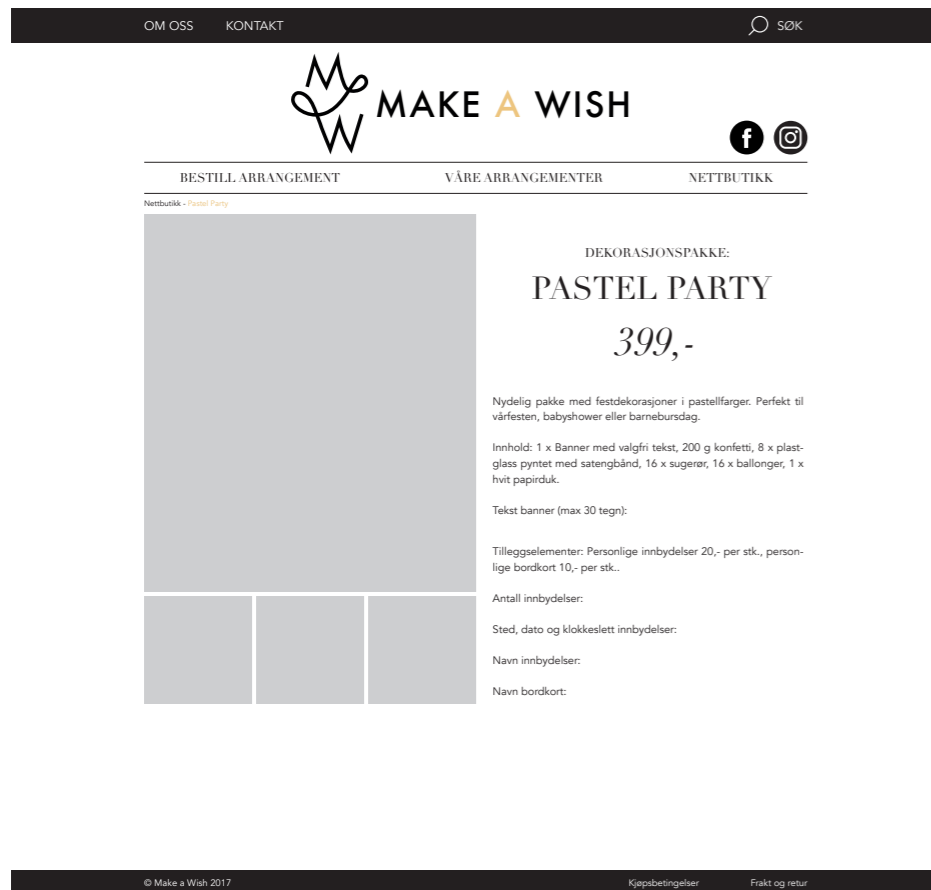 OM OSS KONTAKT SØK
MAKE A WISH
BESTILL ARRANGEMENT VÅRE ARRANGEMENTER NETTBUTIKK
Nettbutikk - Pastel Party
DEKORASJONSPAKKE:
PASTEL PARTY
399,-
Nydelig pakke med festdekorasjoner i pastellfarger. Perfekt til
vårfesten, babyshower eller barnebursdag.
Innhold: 1 x Banner med valgfri tekst, 200 g konfetti, 8 x plast-
glass pyntet med satengbånd, 16 x sugerør, 16 x ballonger, 1 x
hvit papirduk.
Tekst banner (max 30 tegn):
Tilleggselementer: Personlige innbydelser 20,- per stk., person-
lige bordkort 10,- per stk..
Antall innbydelser:
Sted, dato og klokkeslett innbydelser:
Navn innbydelser:
Navn bordkort:
© Make a Wish 2017 Kjøpsbetingelser Frakt og retur